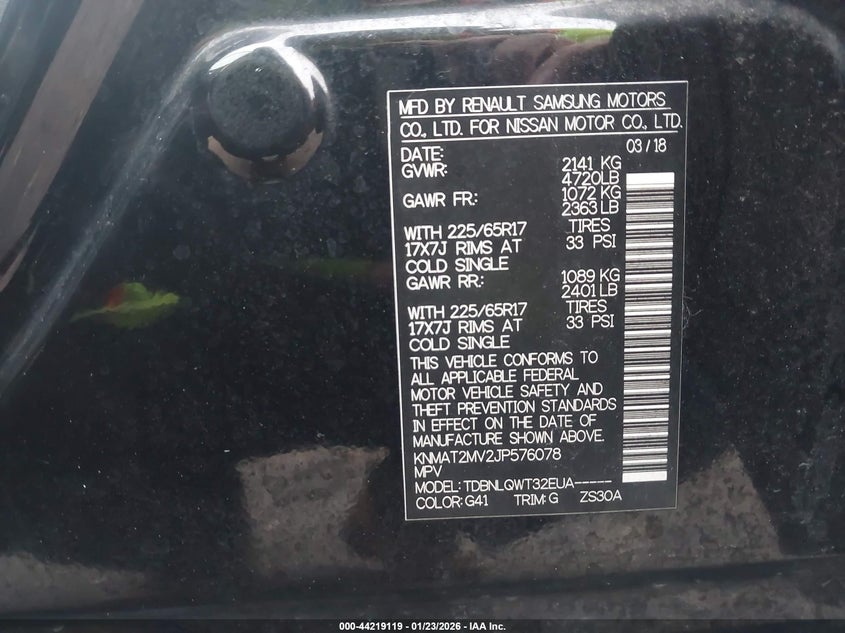 MFD BY RENAULT SAMSUNG MOTORS
CO., LTD. FOR NISSAN MOTOR CO., LTD.
DATE: 03 / 18
GVWR: 2141 KG
4720LB
GAWR FR: 1072 KG
2363 LB
WITH 225/65R17 TIRES
17X7J RIMS AT 33 PSI
COLD SINGLE
GAWR RR: 1089 KG
2401 LB
WITH 225/65R17 TIRES
17X7J RIMS AT 33 PSI
COLD SINGLE
THIS VEHICLE CONFORMS TO
ALL APPLICABLE FEDERAL
MOTOR VEHICLE SAFETY AND
THEFT PREVENTION STANDARDS
IN EFFECT ON THE DATE OF
MANUFACTURE SHOWN ABOVE.
KNMAT2MV2JP576078
MPV
MODEL: TDBNLQWT32EUA-----
COLOR: G41 TRIM: G ZS30A
000-44219119 - 01/23/2026 - IAA Inc.